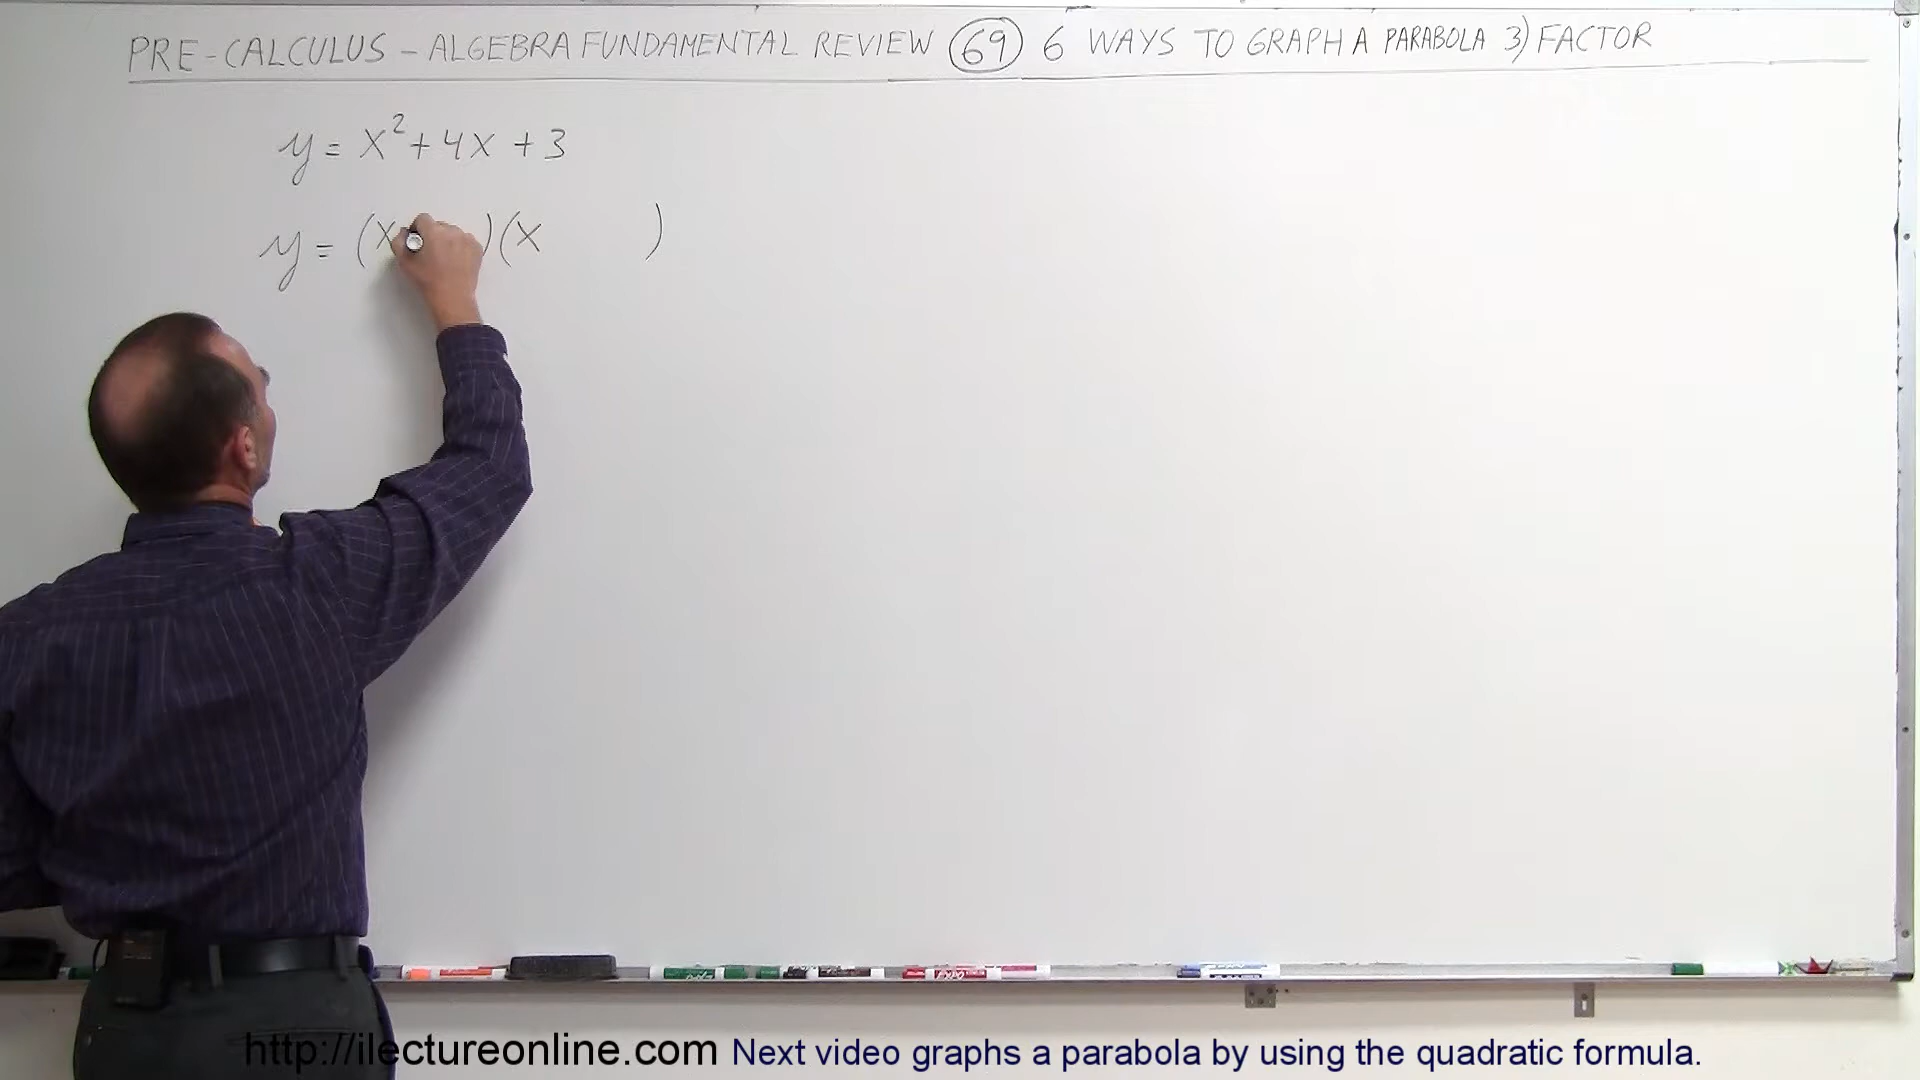 PRE-CALCULUS – ALGEBRA FUNDAMENTAL REVIEW 69 6 WAYS TO GRAPH A PARABOLA 3) FACTOR
y = x² + 4x + 3
y = (x )(x )
http://ilectureonline.com Next video graphs a parabola by using the quadratic formula.